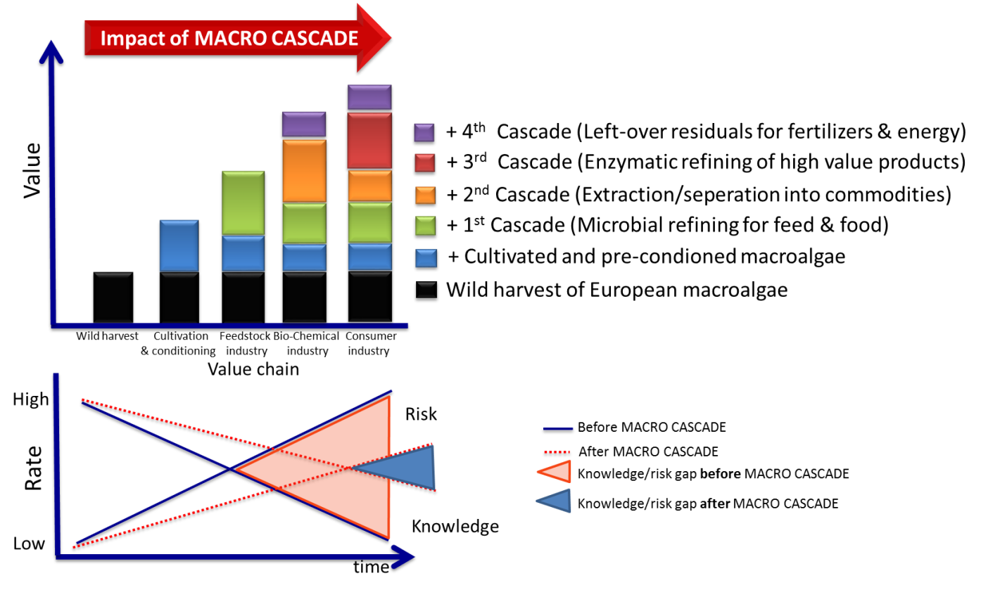 Impact of MACRO CASCADE
Value
+ 4th Cascade (Left-over residuals for fertilizers & energy)
+ 3rd Cascade (Enzymatic refining of high value products)
+ 2nd Cascade (Extraction/seperation into commodities)
+ 1st Cascade (Microbial refining for feed & food)
+ Cultivated and pre-condioned macroalgae
Wild harvest of European macroalgae
Wild harvest
Cultivation
& conditioning
Feedstock
industry
Bio-Chemical
industry
Consumer
industry
Value chain
High
Rate
Low
Risk
Knowledge
time
Before MACRO CASCADE
After MACRO CASCADE
Knowledge/risk gap before MACRO CASCADE
Knowledge/risk gap after MACRO CASCADE